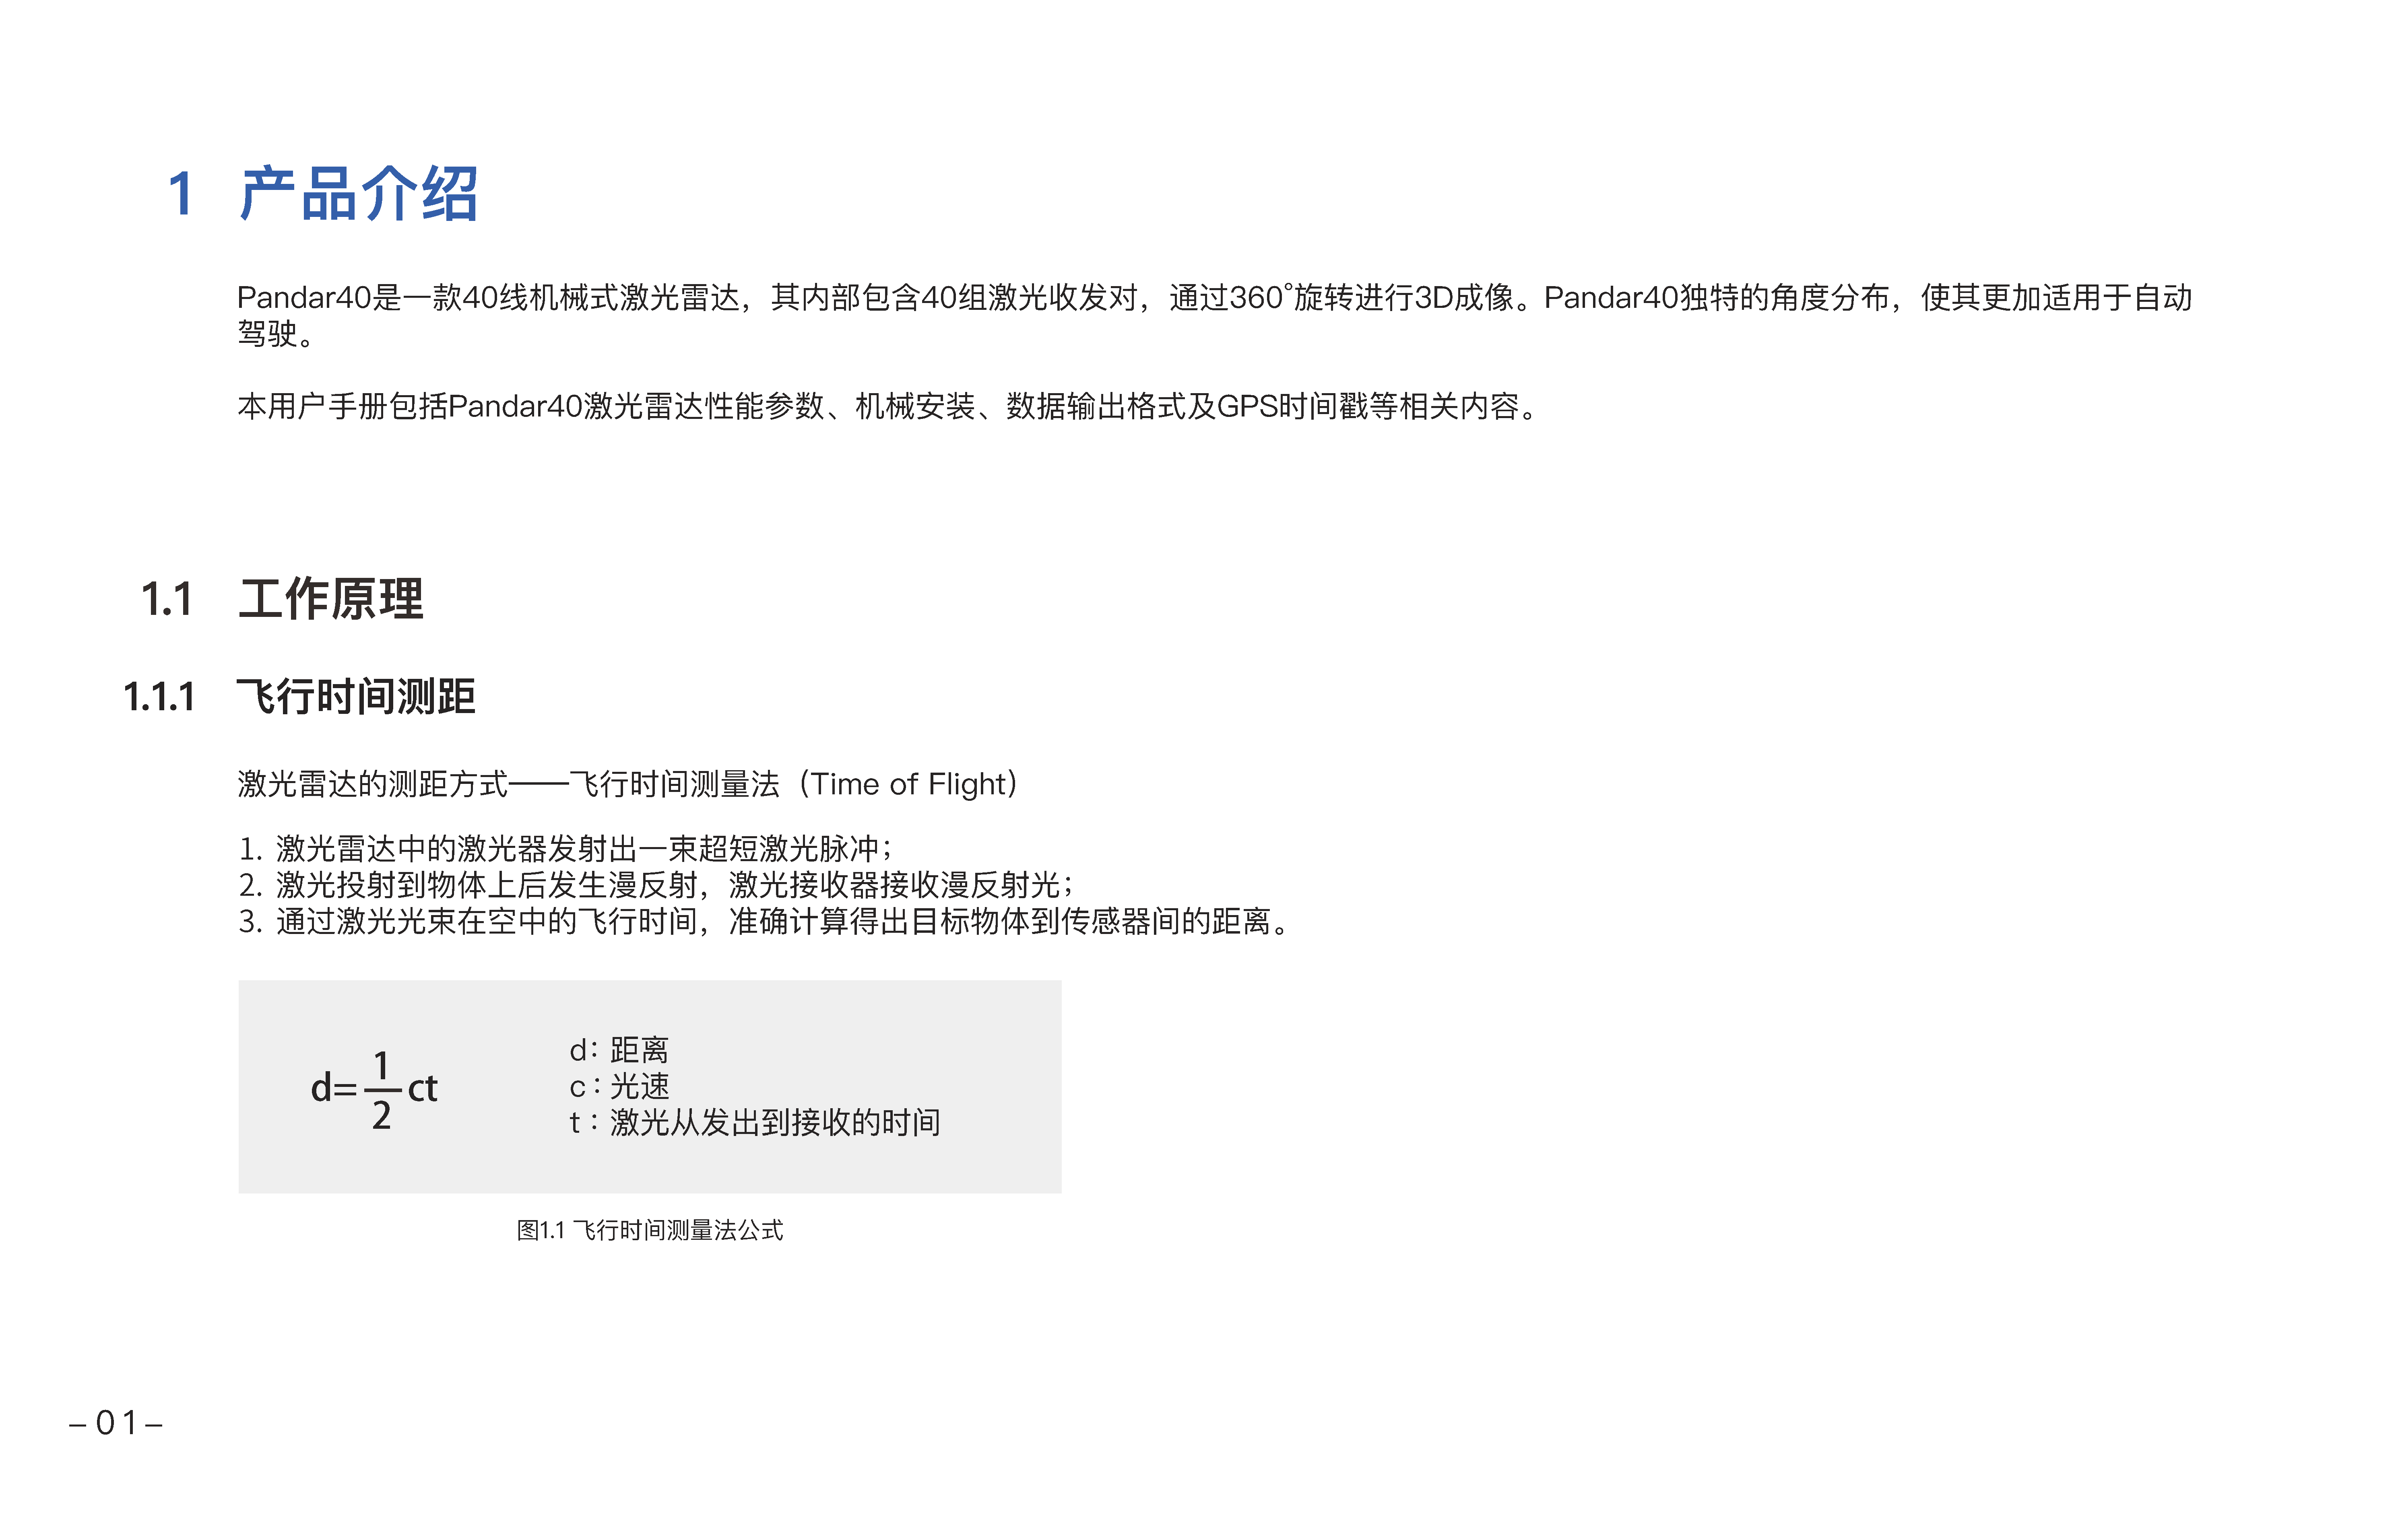 1 产品介绍
Pandar40是一款40线机械式激光雷达，其内部包含40组激光收发对，通过360°旋转进行3D成像。Pandar40独特的角度分布，使其更加适用于自动
驾驶。
本用户手册包括Pandar40激光雷达性能参数、机械安装、数据输出格式及GPS时间戳等相关内容。
1.1 工作原理
1.1.1 飞行时间测距
激光雷达的测距方式——飞行时间测量法（Time of Flight）
1. 激光雷达中的激光器发射出一束超短激光脉冲；
2. 激光投射到物体上后发生漫反射，激光接收器接收漫反射光；
3. 通过激光光束在空中的飞行时间，准确计算得出目标物体到传感器间的距离。
d=1/2 ct
d：距离
c：光速
t：激光从发出到接收的时间
图1.1 飞行时间测量法公式
– 0 1 –